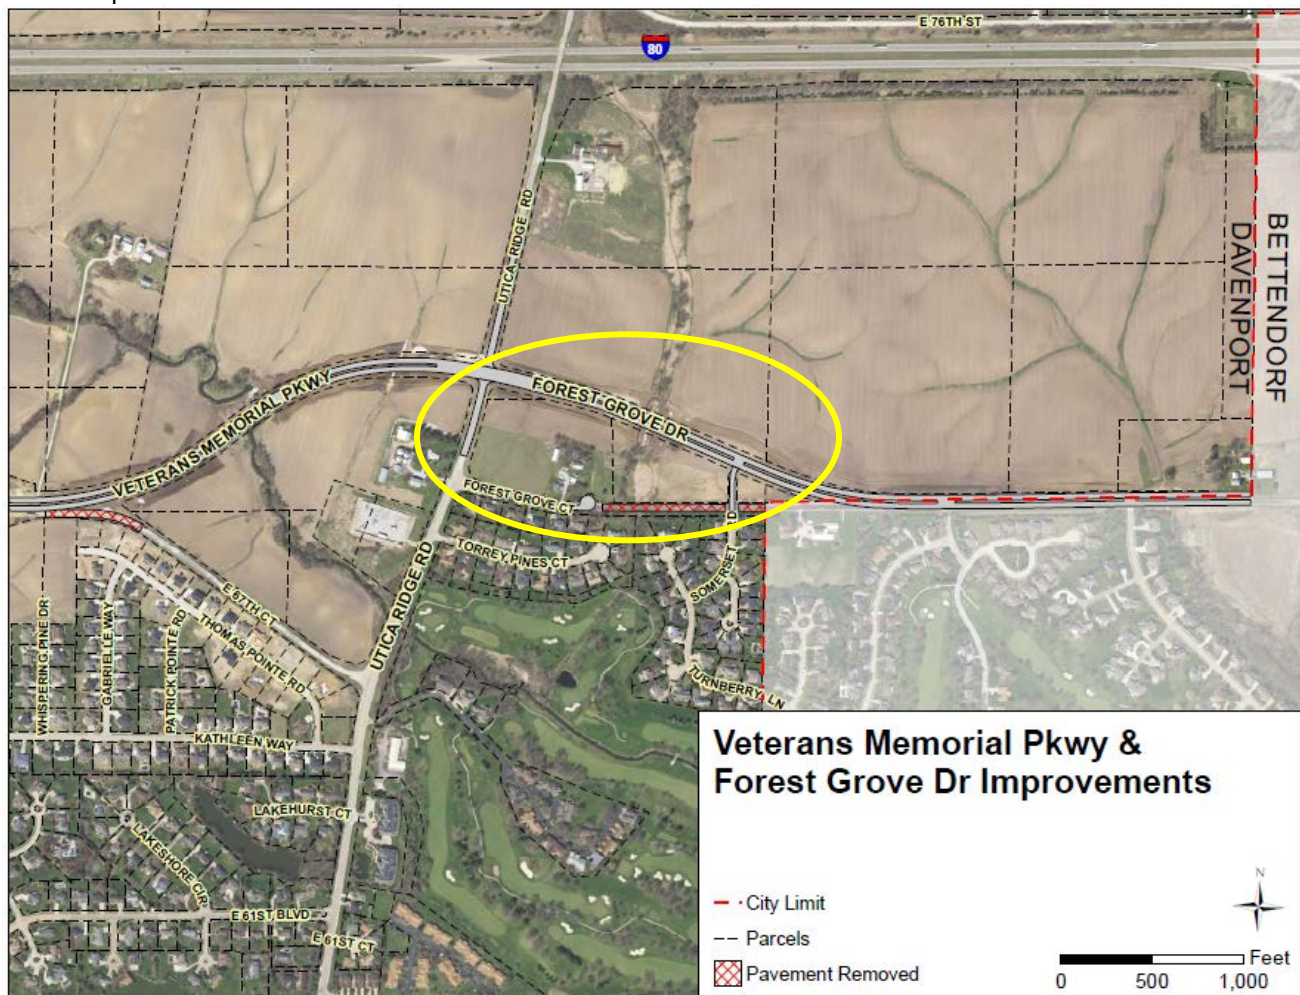 E 76TH ST
80
UTICA RIDGE RD
BETTENDORF
DAVENPORT
VETERANS MEMORIAL PKWY
FOREST GROVE DR
FOREST GROVE CT
TORREY PINES CT
SOMERSET RD
UTICA RIDGE RD
E 67TH CT
THOMAS POINTE RD
WHISPERING PINE DR
GABRIELLE WAY
PATRICK POINTE RD
TURNBERRY LN
KATHLEEN WAY
LAKEHURST CT
LAKESHORE CIR
E 61ST BLVD
E 61ST CT
Veterans Memorial Pkwy &
Forest Grove Dr Improvements
N
City Limit
Parcels
Pavement Removed
Feet
0 500 1,000